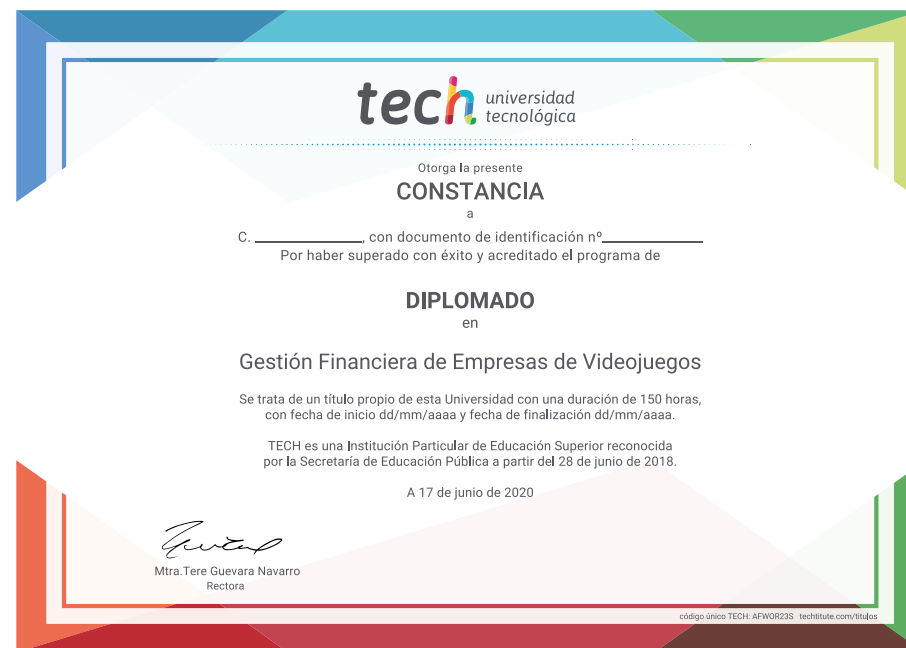 tech universidad
tecnológica
Otorga la presente
CONSTANCIA
a
C. ____________, con documento de identificación nº____________
Por haber superado con éxito y acreditado el programa de
DIPLOMADO
en
Gestión Financiera de Empresas de Videojuegos
Se trata de un título propio de esta Universidad con una duración de 150 horas,
con fecha de inicio dd/mm/aaaa y fecha de finalización dd/mm/aaaa.
TECH es una Institución Particular de Educación Superior reconocida
por la Secretaría de Educación Pública a partir del 28 de junio de 2018.
A 17 de junio de 2020
Mtra.Tere Guevara Navarro
Rectora
código único TECH: AFWOR23S techtitute.com/titulos